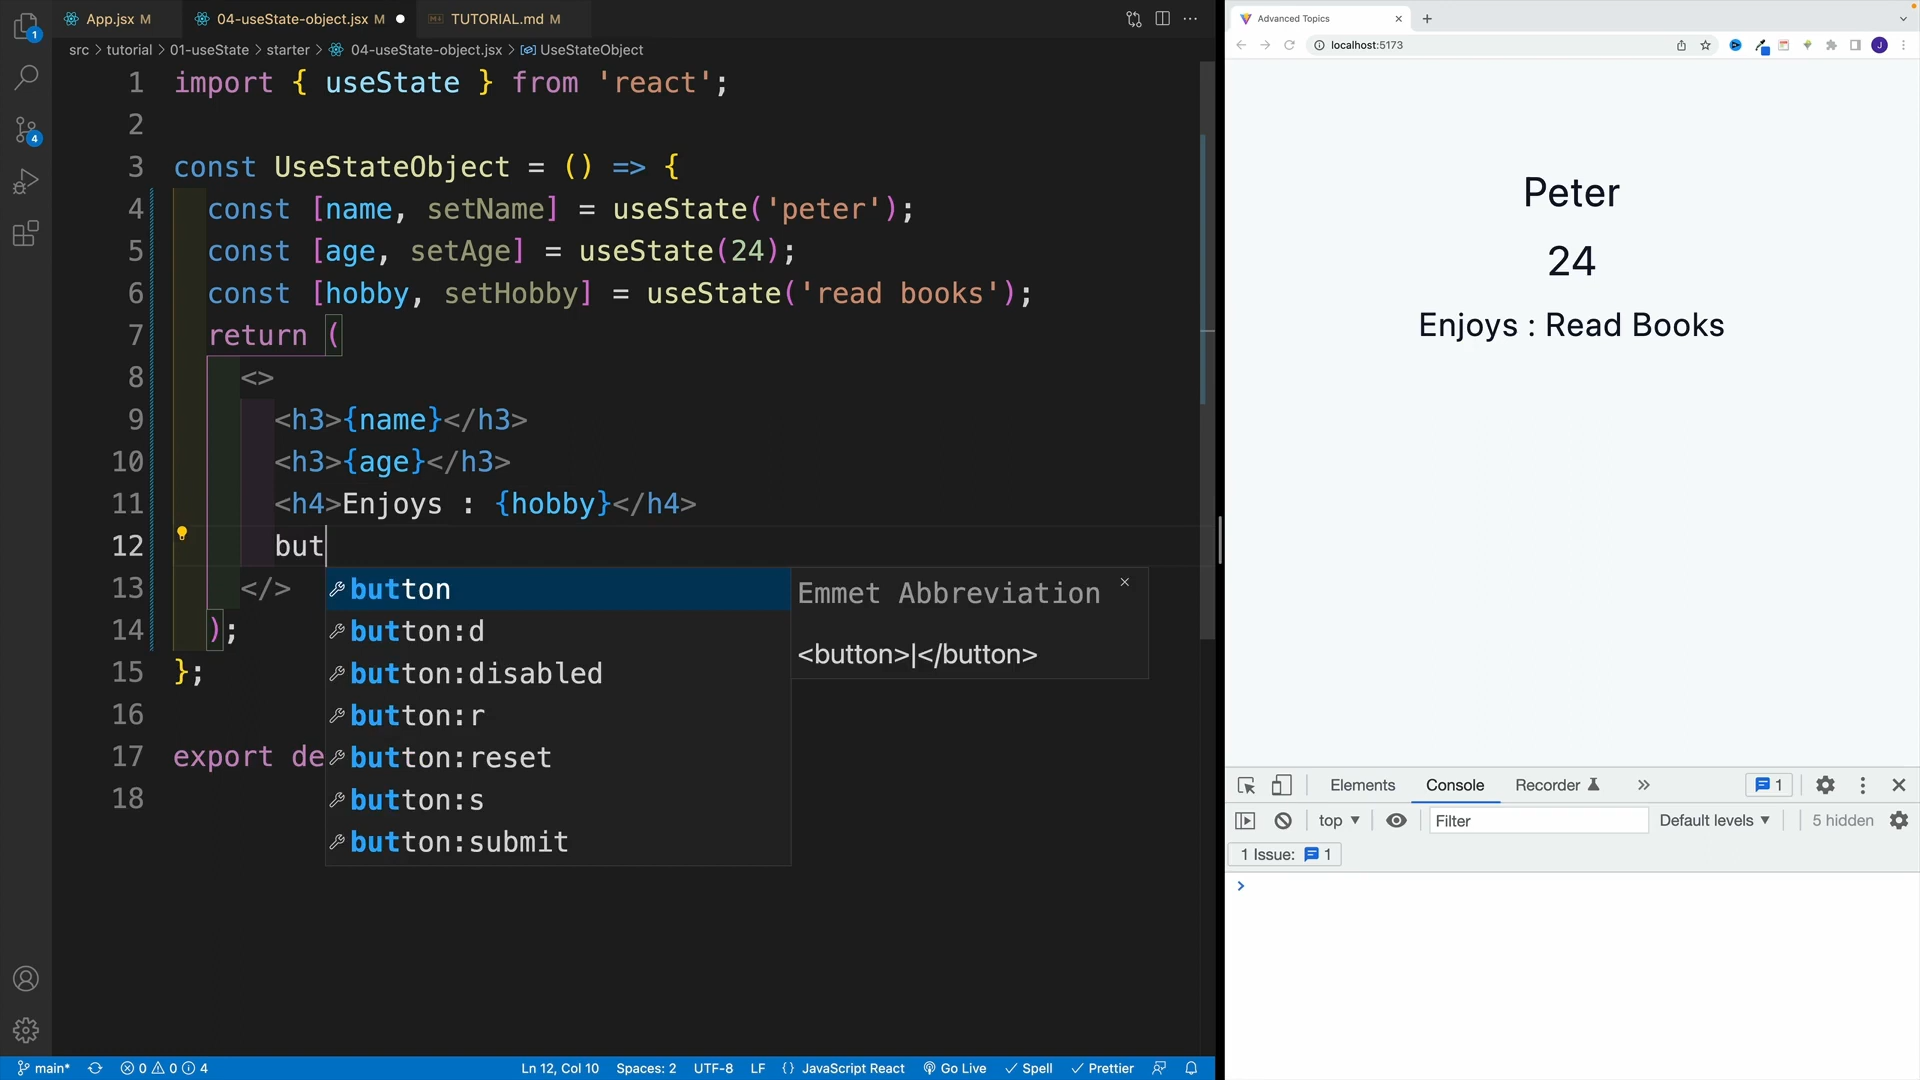 App.jsx M
04-useState-object.jsx M
TUTORIAL.md M
src > tutorial > 01-useState > starter > 04-useState-object.jsx > UseStateObject
1 import { useState } from 'react';
2
3 const UseStateObject = () => {
4 const [name, setName] = useState('peter');
5 const [age, setAge] = useState(24);
6 const [hobby, setHobby] = useState('read books');
7 return (
8 <>
9 <h3>{name}</h3>
10 <h3>{age}</h3>
11 <h4>Enjoys : {hobby}</h4>
12 but
13 </>
14 );
15 };
16
17 export de
18
button
button:d
button:disabled
button:r
button:reset
button:s
button:submit
Emmet Abbreviation
<button>|</button>
1
4
main*
0 0 4
Ln 12, Col 10
Spaces: 2
UTF-8
LF
{} JavaScript React
Go Live
Spell
Prettier
Advanced Topics
localhost:5173
J
Peter
24
Enjoys : Read Books
Elements
Console
Recorder
1
top
Filter
Default levels
5 hidden
1 Issue: 1